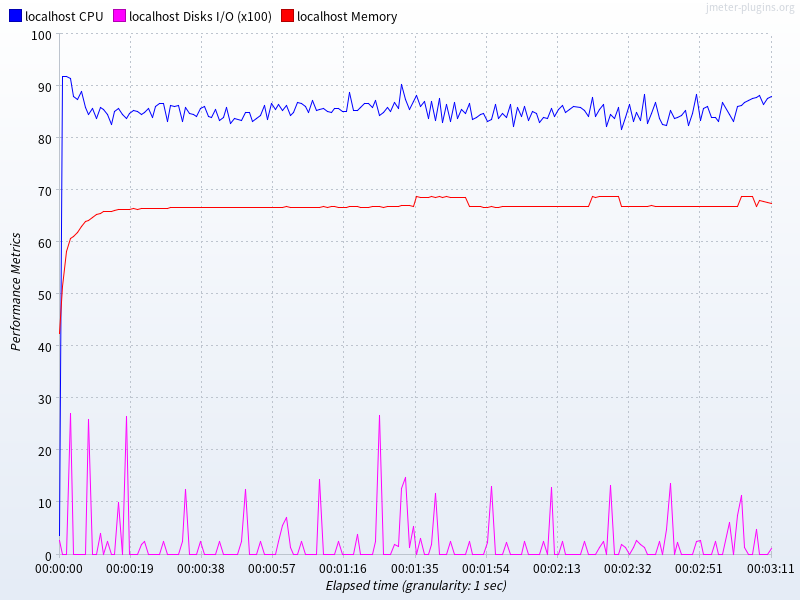 jmeter-plugins.org
localhost CPU localhost Disks I/O (x100) localhost Memory
100
90
80
70
60
50
40
30
20
10
0
Performance Metrics
00:00:00 00:00:19 00:00:38 00:00:57 00:01:16 00:01:35 00:01:54 00:02:13 00:02:32 00:02:51 00:03:11
Elapsed time (granularity: 1 sec)